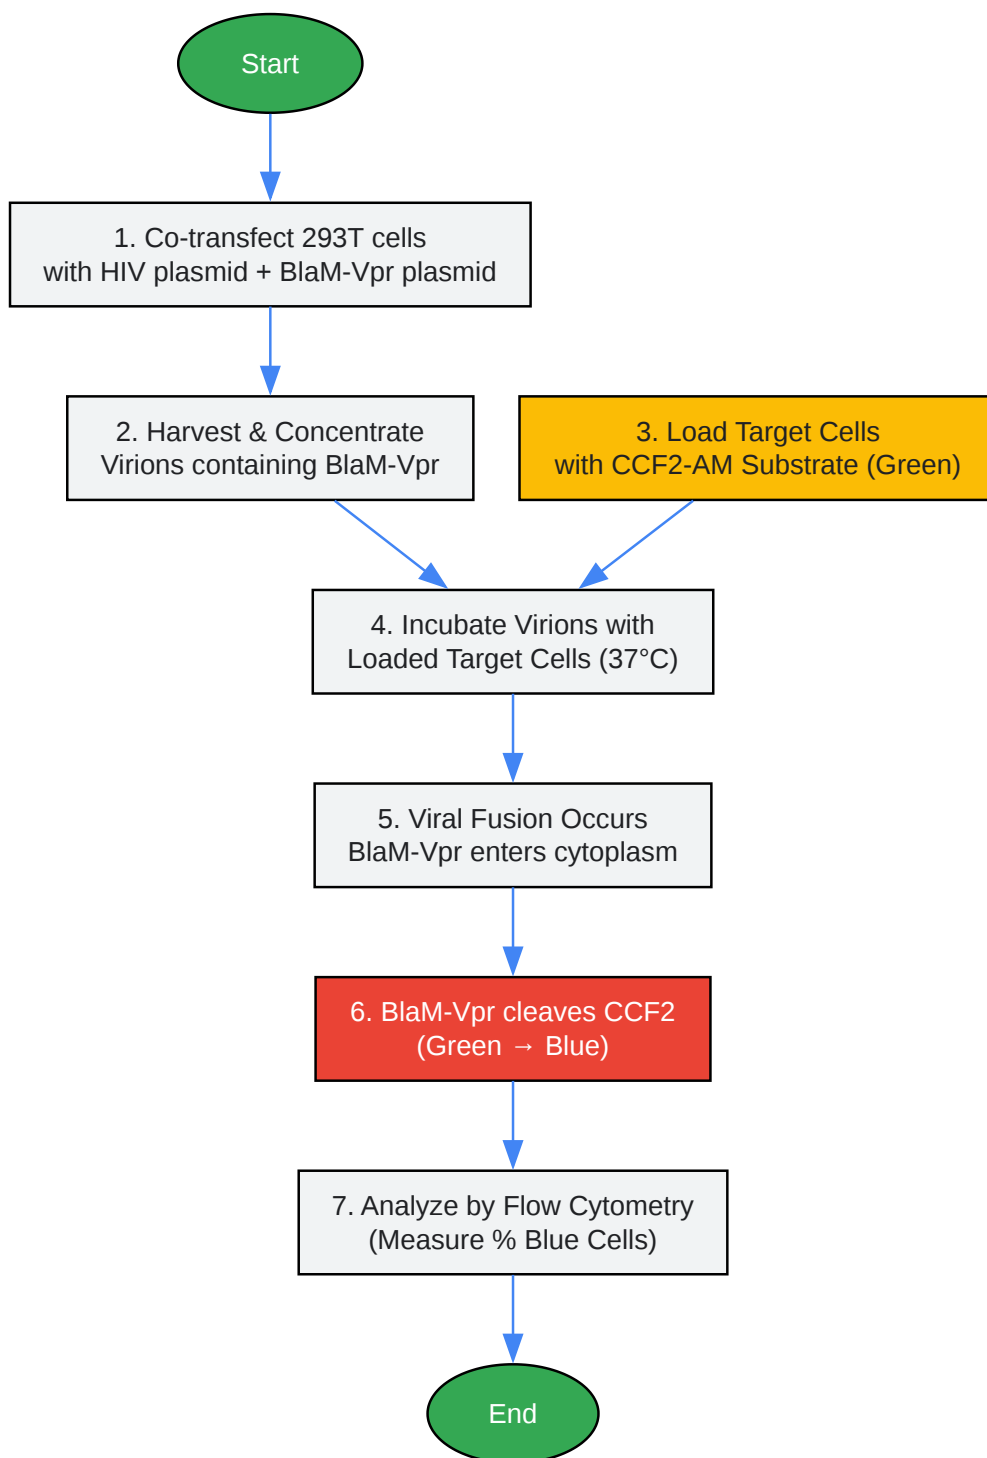 Start
1. Co-transfect 293T cells
with HIV plasmid + BlaM-Vpr plasmid
2. Harvest & Concentrate
Virions containing BlaM-Vpr
3. Load Target Cells
with CCF2-AM Substrate (Green)
4. Incubate Virions with
Loaded Target Cells (37°C)
5. Viral Fusion Occurs
BlaM-Vpr enters cytoplasm
6. BlaM-Vpr cleaves CCF2
(Green → Blue)
7. Analyze by Flow Cytometry
(Measure % Blue Cells)
End